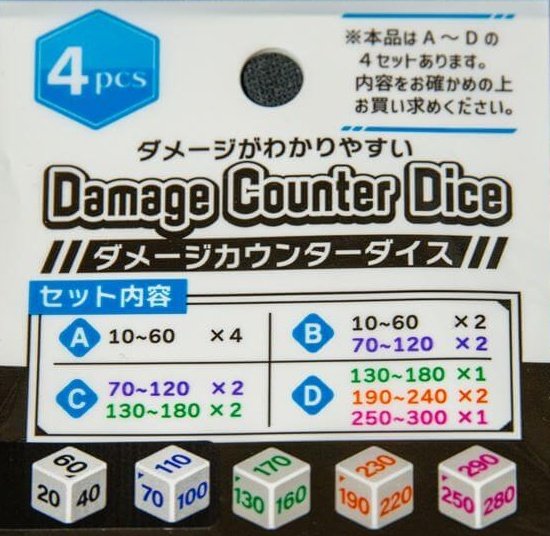 4pcs
※本品はA～Dの
4セットあります。
内容をお確かめの上
お買い求めください。
ダメージがわかりやすい
Damage Counter Dice
ダメージカウンターダイス
セット内容
A 10~60 ×4
B 10~60 ×2
70~120 ×2
C 70~120 ×2
130~180 ×2
D 130~180 ×1
190~240 ×2
250~300 ×1
60
20 40
110
70 100
170
130 160
230
190 220
290
250 280